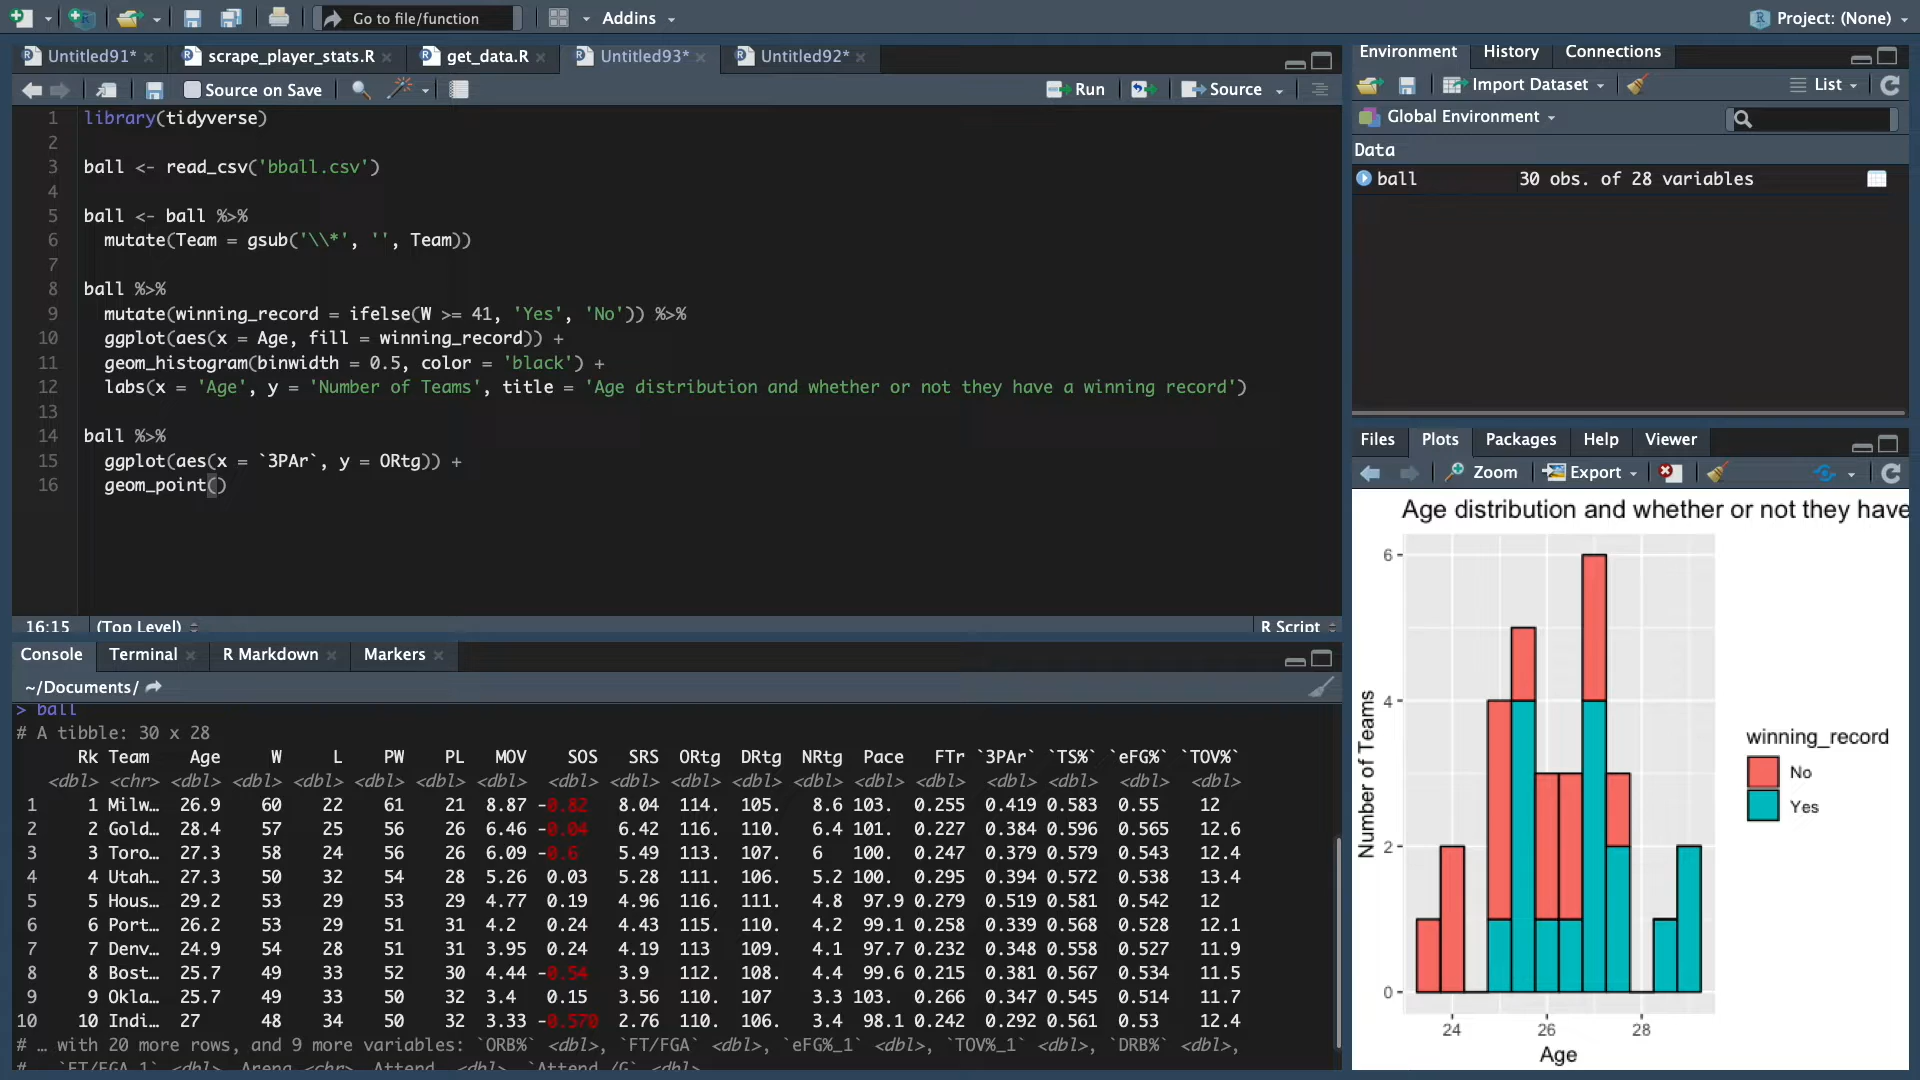 Go to file/function
Addins
Project: (None)
Untitled91*
scrape_player_stats.R
get_data.R
Untitled93*
Untitled92*
Source on Save
Run
Source
1 library(tidyverse)
2
3 ball <- read_csv('bball.csv')
4
5 ball <- ball %>%
6 mutate(Team = gsub('\\*', '', Team))
7
8 ball %>%
9 mutate(winning_record = ifelse(W >= 41, 'Yes', 'No')) %>%
10 ggplot(aes(x = Age, fill = winning_record)) +
11 geom_histogram(binwidth = 0.5, color = 'black') +
12 labs(x = 'Age', y = 'Number of Teams', title = 'Age distribution and whether or not they have a winning record')
13
14 ball %>%
15 ggplot(aes(x = `3PAr`, y = ORtg)) +
16 geom_point()
16:15 (Top Level) R Script
Console Terminal R Markdown Markers
~/Documents/
> ball
# A tibble: 30 x 28
Rk Team Age W L PW PL MOV SOS SRS ORtg DRtg NRtg Pace FTr `3PAr` `TS%` `eFG%` `TOV%`
<dbl> <chr> <dbl> <dbl> <dbl> <dbl> <dbl> <dbl> <dbl> <dbl> <dbl> <dbl> <dbl> <dbl> <dbl> <dbl> <dbl> <dbl> <dbl>
1 1 Milw… 26.9 60 22 61 21 8.87 -0.82 8.04 114. 105. 8.6 103. 0.255 0.419 0.583 0.55 12
2 2 Gold… 28.4 57 25 56 26 6.46 -0.04 6.42 116. 110. 6.4 101. 0.227 0.384 0.596 0.565 12.6
3 3 Toro… 27.3 58 24 56 26 6.09 -0.6 5.49 113. 107. 6 100. 0.247 0.379 0.579 0.543 12.4
4 4 Utah… 27.3 50 32 54 28 5.26 0.03 5.28 111. 106. 5.2 100. 0.295 0.394 0.572 0.538 13.4
5 5 Hous… 29.2 53 29 53 29 4.77 0.19 4.96 116. 111. 4.8 97.9 0.279 0.519 0.581 0.542 12
6 6 Port… 26.2 53 29 51 31 4.2 0.24 4.43 115. 110. 4.2 99.1 0.258 0.339 0.568 0.528 12.1
7 7 Denv… 24.9 54 28 51 31 3.95 0.24 4.19 113 109. 4.1 97.7 0.232 0.348 0.558 0.527 11.9
8 8 Bost… 25.7 49 33 52 30 4.44 -0.54 3.9 112. 108. 4.4 99.6 0.215 0.381 0.567 0.534 11.5
9 9 Okla… 25.7 49 33 50 32 3.4 0.15 3.56 110. 107 3.3 103. 0.266 0.347 0.545 0.514 11.7
10 10 Indi… 27 48 34 50 32 3.33 -0.570 2.76 110. 106. 3.4 98.1 0.242 0.292 0.561 0.53 12.4
# … with 20 more rows, and 9 more variables: `ORB%` <dbl>, `FT/FGA` <dbl>, `eFG%_1` <dbl>, `TOV%_1` <dbl>, `DRB%` <dbl>,
# `FT/FGA_1` <dbl>, Arena <chr>, Attend. <dbl>, `Attend./G` <dbl>
Environment History Connections
Import Dataset List
Global Environment
Data
ball 30 obs. of 28 variables
Files Plots Packages Help Viewer
Zoom Export
Age distribution and whether or not they have
6
4
2
0
Number of Teams
24 26 28
Age
winning_record
No
Yes